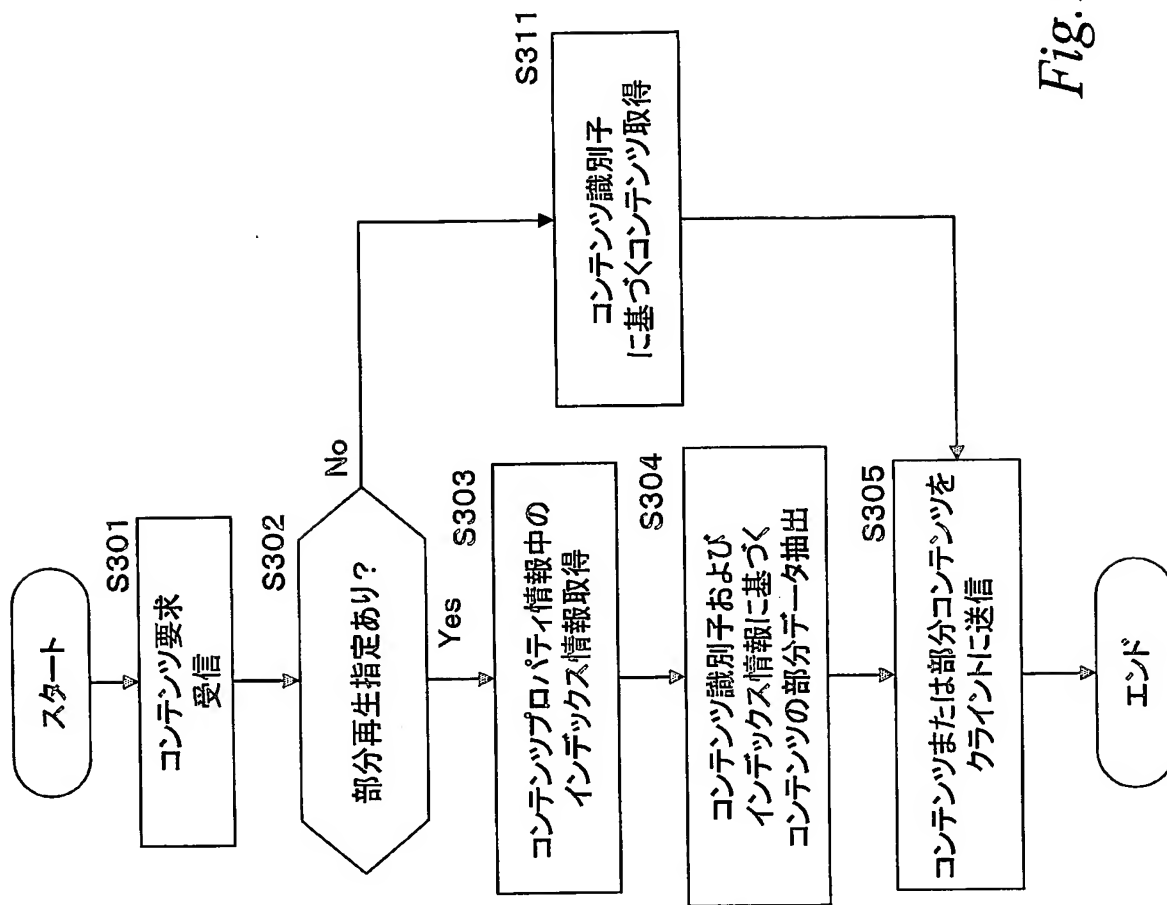 スタート
S301
コンテンツ要求
受信
S302
部分再生指定あり?
No
Yes
S303
コンテンツプロパティ情報中の
インデックス情報取得
S304
コンテンツ識別子および
インデックス情報に基づく
コンテンツの部分データ抽出
S311
コンテンツ識別子
に基づくコンテンツ取得
S305
コンテンツまたは部分コンテンツを
クライントに送信
エンド
Fig.